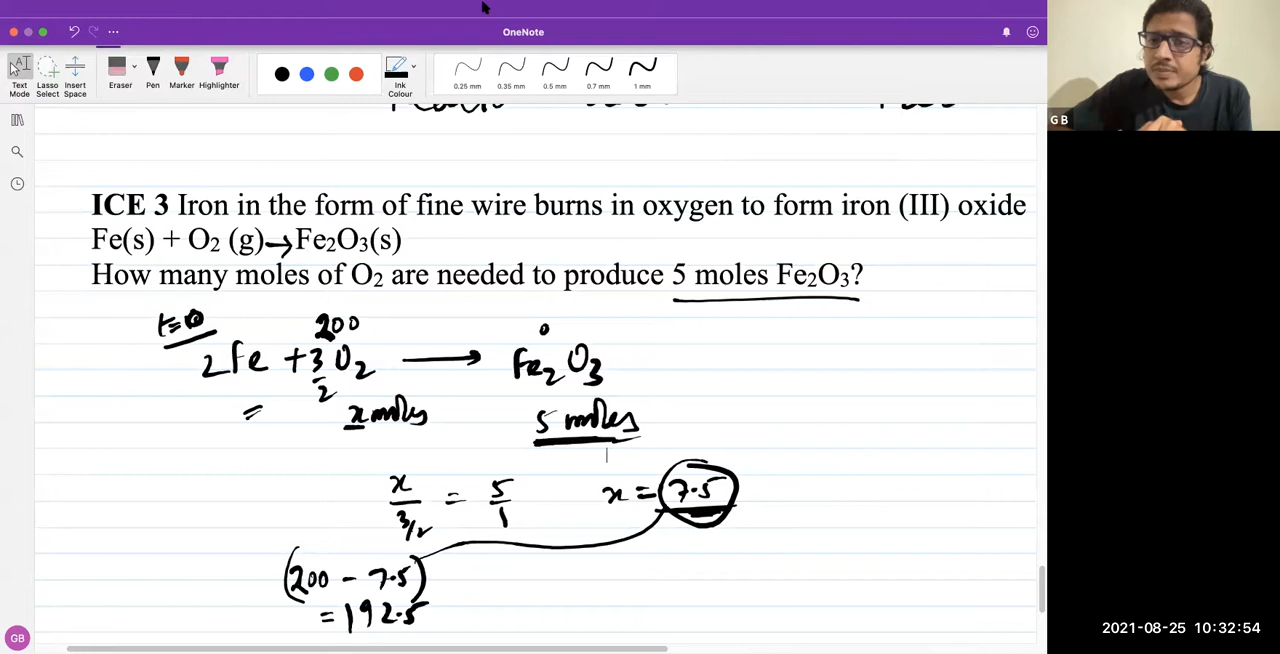 OneNote
Text Mode
Lasso Select
Insert Space
Eraser
Pen
Marker
Highlighter
Ink Colour
0.25 mm
0.35 mm
0.5 mm
0.7 mm
1 mm
G B
ICE 3 Iron in the form of fine wire burns in oxygen to form iron (III) oxide
Fe(s) + O2 (g)→Fe2O3(s)
How many moles of O2 are needed to produce 5 moles Fe2O3?
t=0 200 0
2Fe + 3/2 O2 → Fe2O3
= x moles 5 moles
x/(3/2) = 5/1 x = 7.5
(200 - 7.5)
= 192.5
GB
2021-08-25 10:32:54